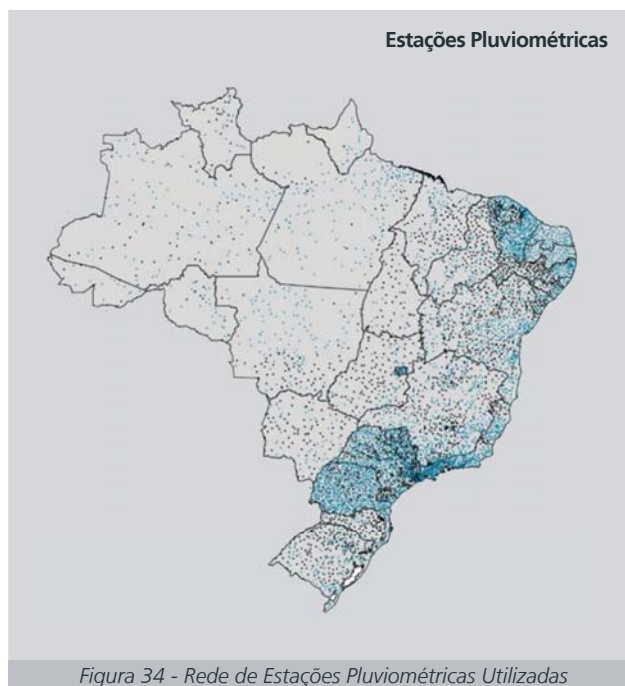 Estações Pluviométricas
Figura 34 - Rede de Estações Pluviométricas Utilizadas